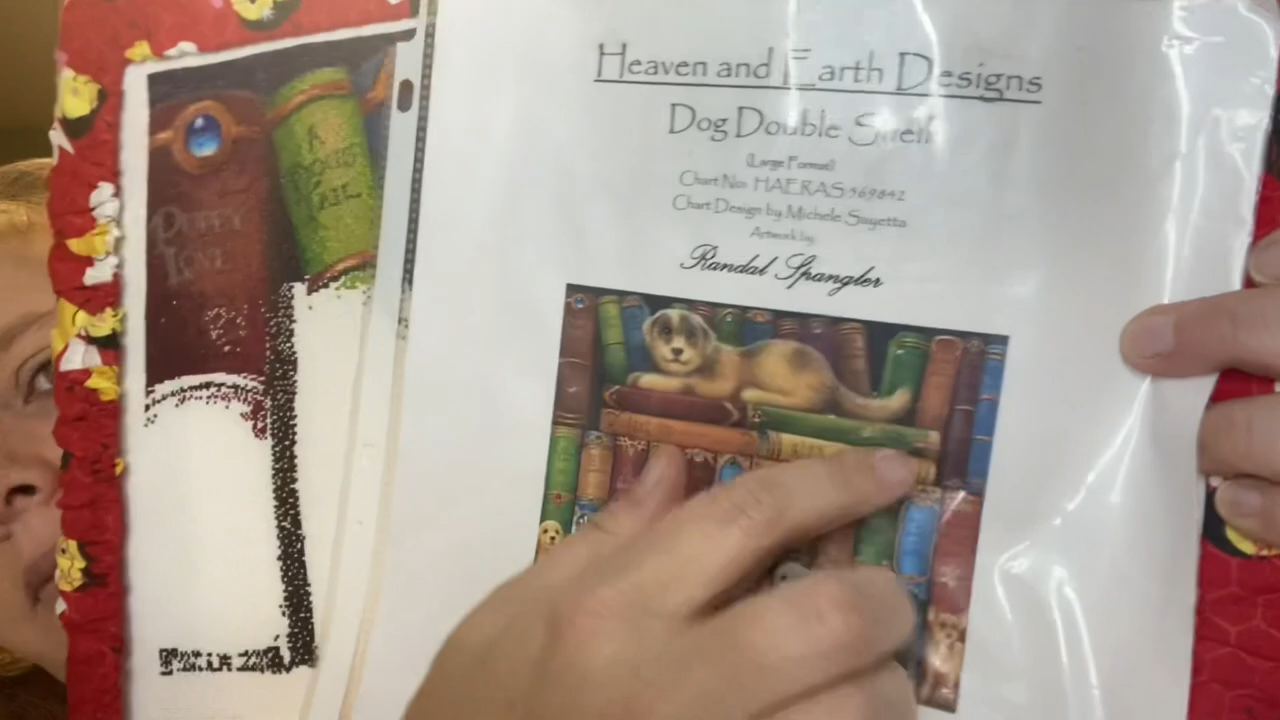 Heaven and Earth Designs
Dog Double Shelf
(Large Format)
Chart No: HAERAS 569842
Chart Design by Michele Sayetta
Artwork by
Randal Spangler
PUPPY
LOVE
A
TAIL